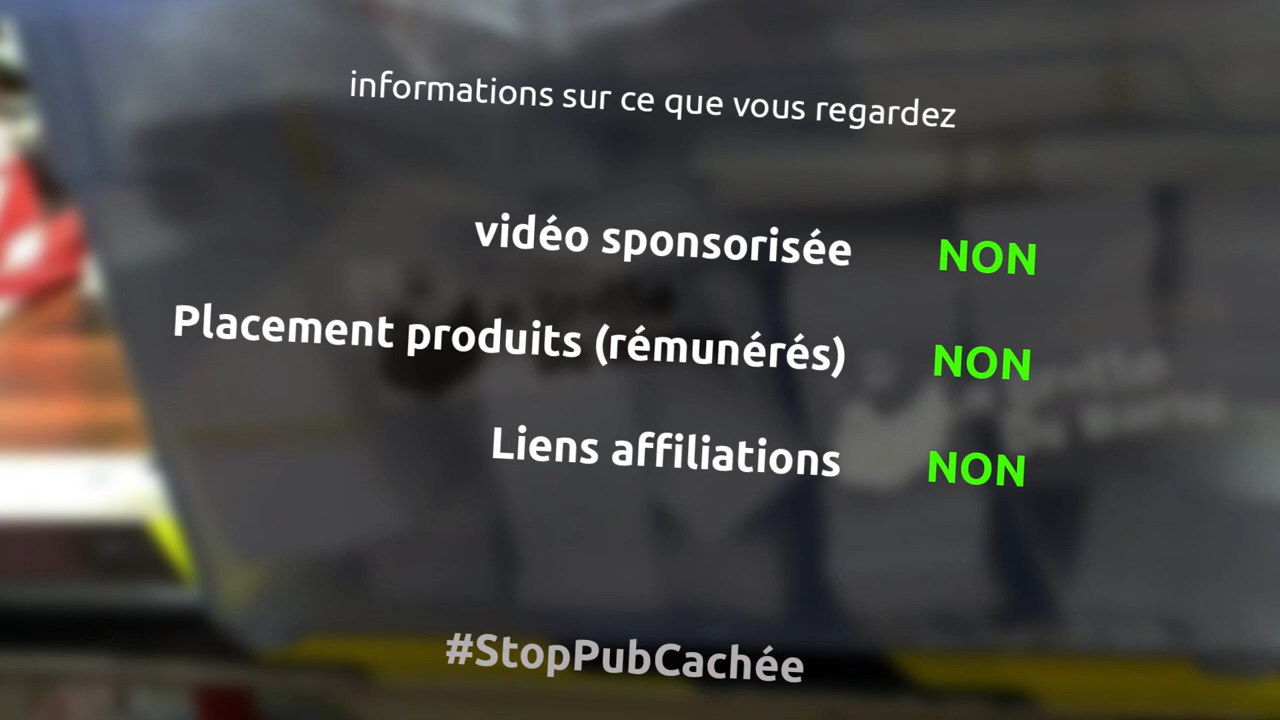 informations sur ce que vous regardez
vidéo sponsorisée NON
Placement produits (rémunérés) NON
Liens affiliations NON
#StopPubCachée